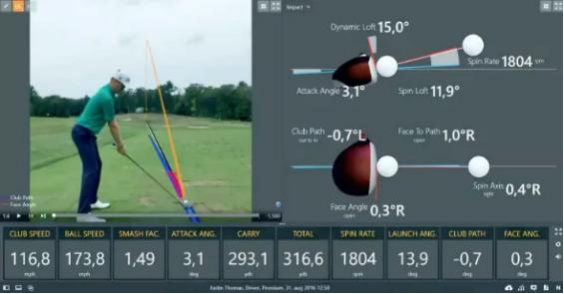 Impact
Dynamic Loft 15,0°
Spin Rate 1804 rpm
Attack Angle 3,1°
Spin Loft 11,9°
Club Path -0,7°L
Face To Path 1,0°R
open
Spin Axis 0,4°R
right
Face Angle 0,3°R
open
Club Path
Face Angle
CLUB SPEED BALL SPEED SMASH FAC. ATTACK ANG. CARRY TOTAL SPIN RATE LAUNCH ANG. CLUB PATH FACE ANG.
116,8 173,8 1,49 3,1 293,1 316,6 1804 13,9 -0,7 0,3
mph mph deg yds yds rpm deg deg deg
Justin Thomas, Driver, Premium, 31. aug 2016 12:54